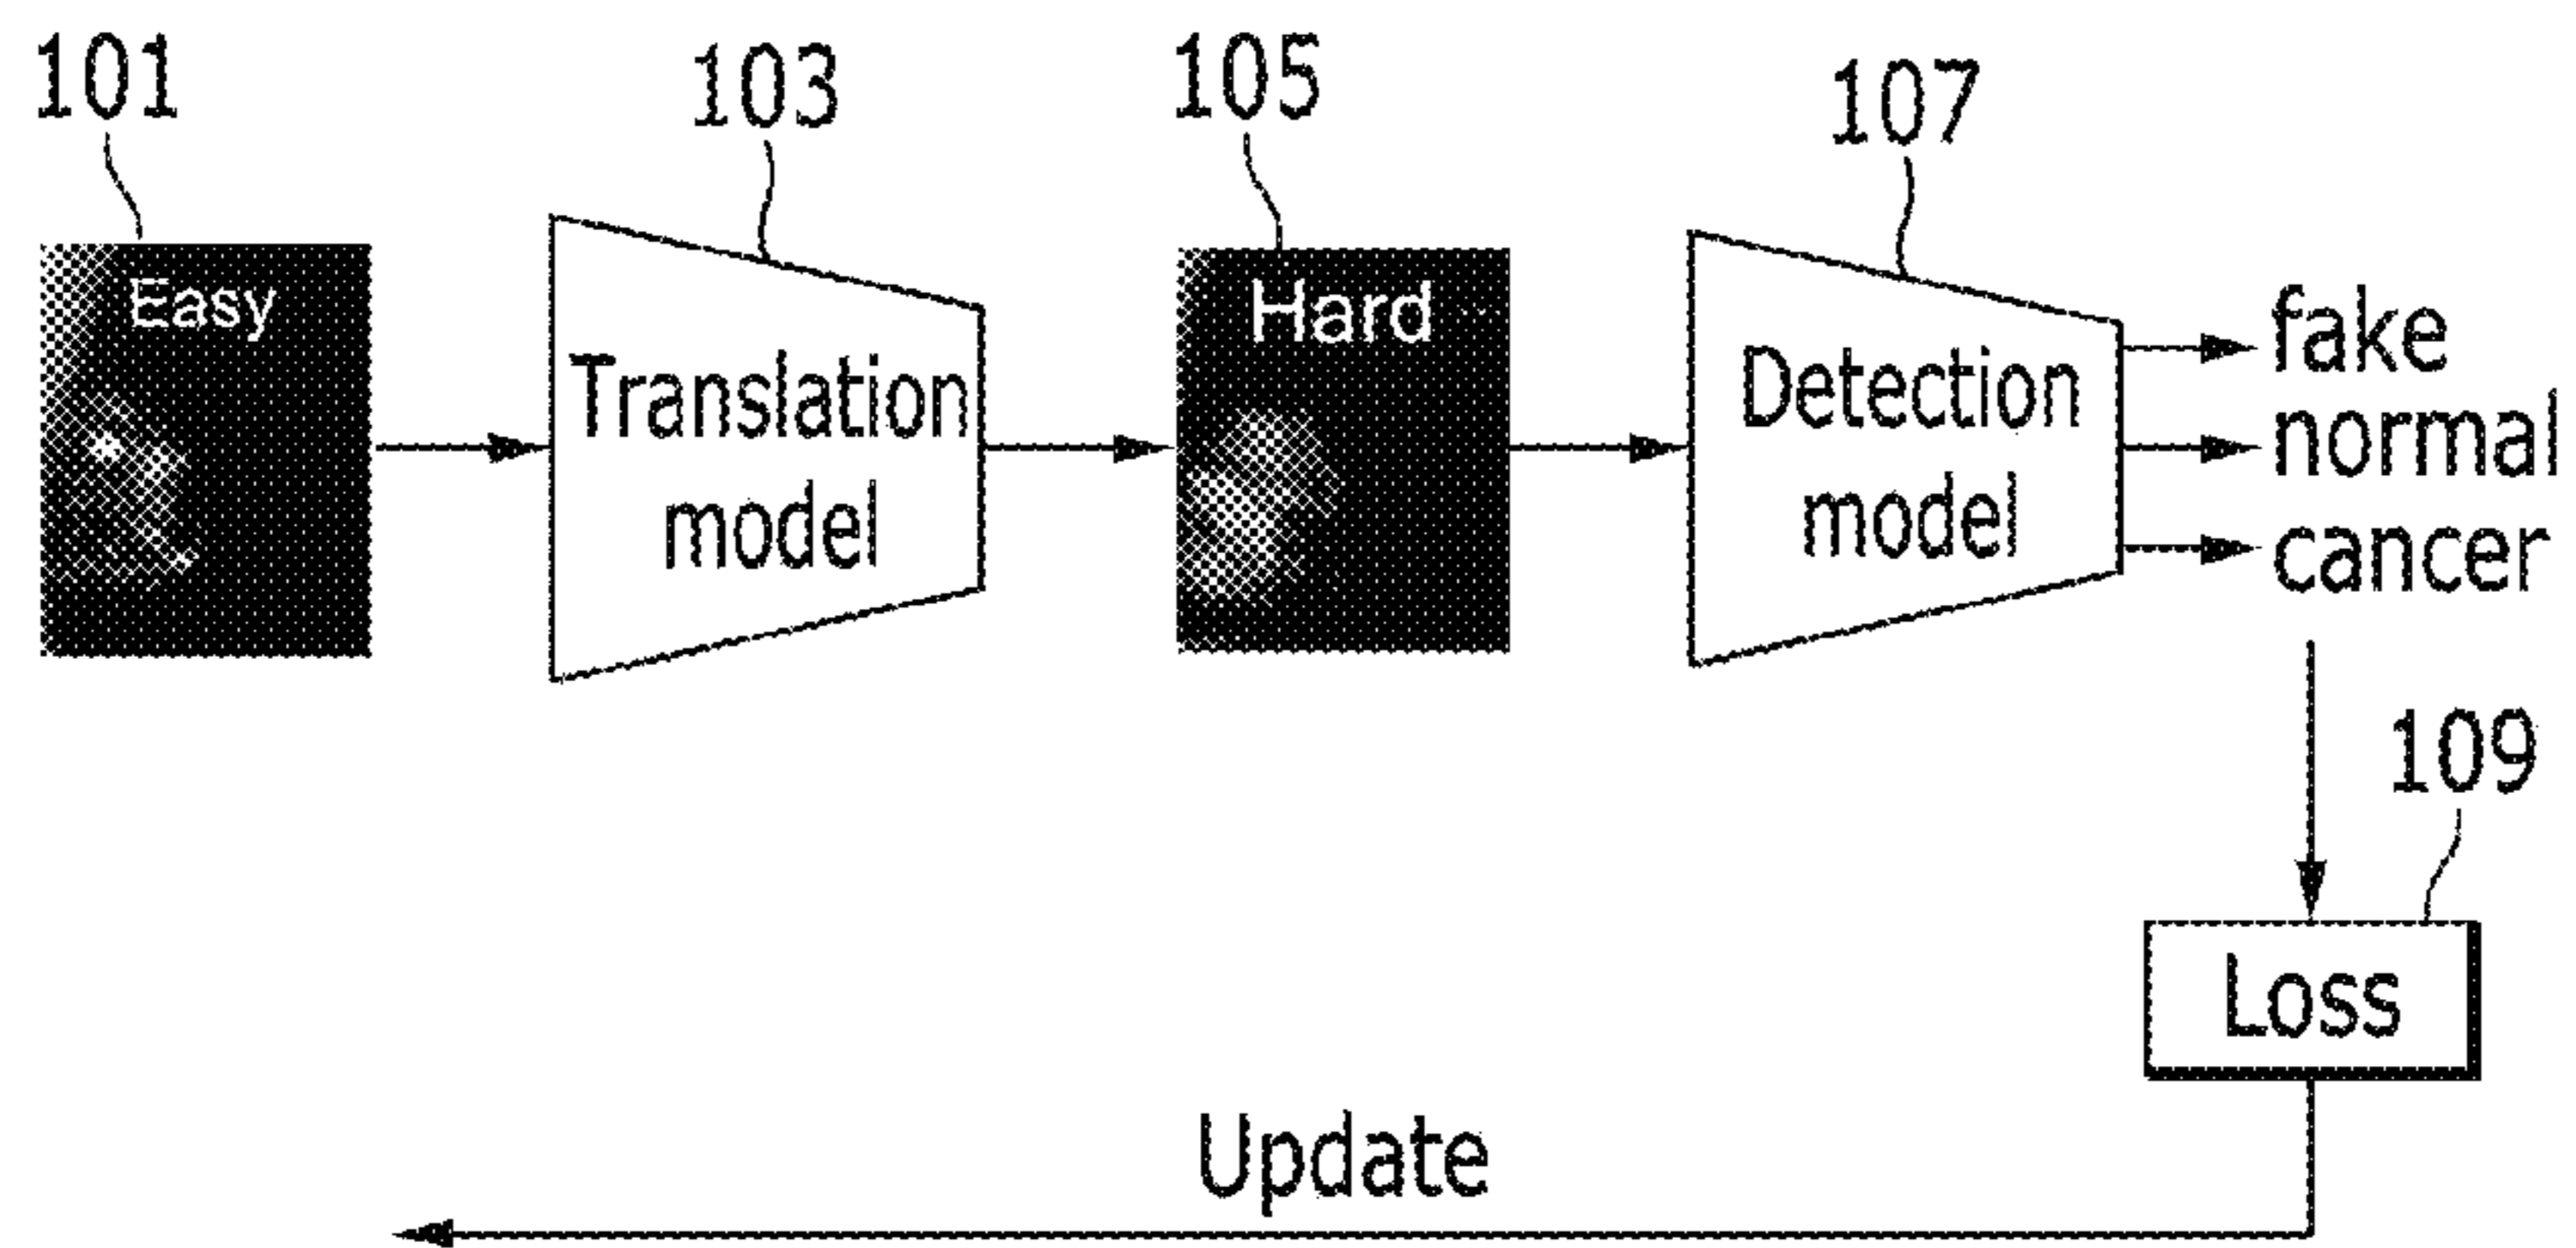 101
103
105
107
Easy
Translation
model
Hard
Detection
model
fake
normal
cancer
109
Loss
Update